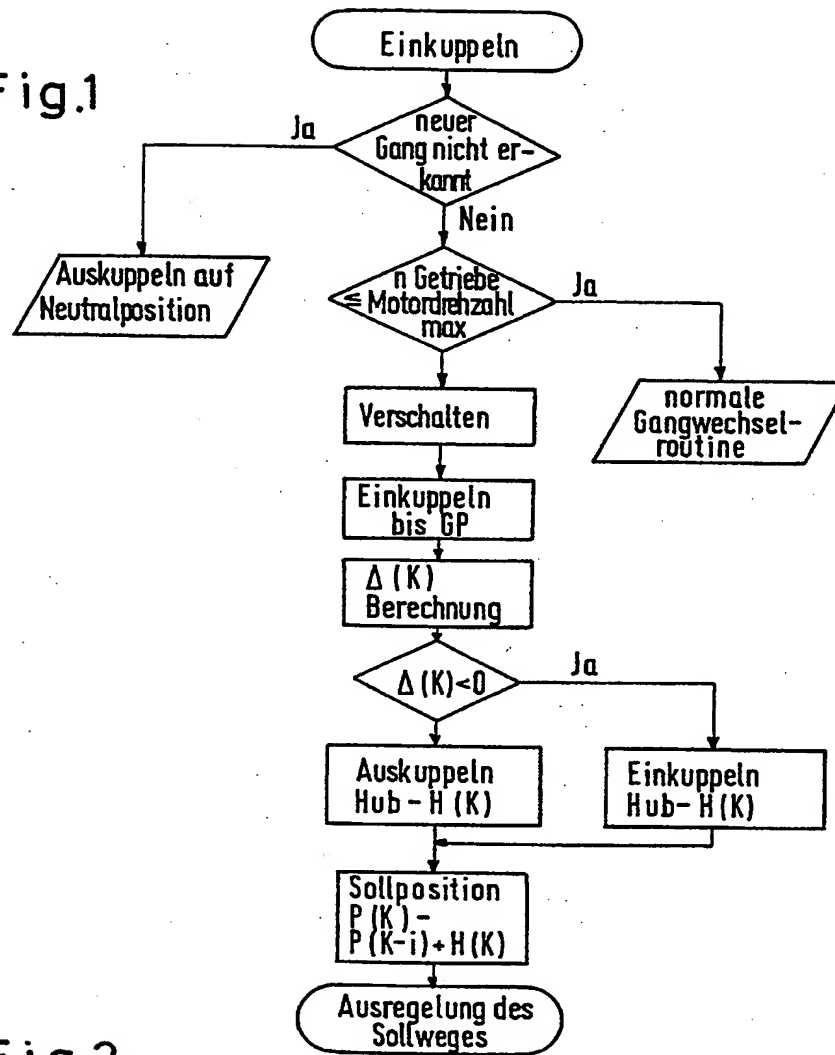 Fig.1
Einkuppeln
neuer
Gang nicht er-
kannt
Ja
Nein
Auskuppeln auf
Neutralposition
n Getriebe
≦ Motordrehzahl
max
Ja
normale
Gangwechsel-
routine
Verschalten
Einkuppeln
bis GP
Δ (K)
Berechnung
Δ (K)<0
Ja
Auskuppeln
Hub - H (K)
Einkuppeln
Hub- H (K)
Sollposition
P (K) -
P (K-i) + H (K)
Ausregelung des
Sollweges
Fig.2